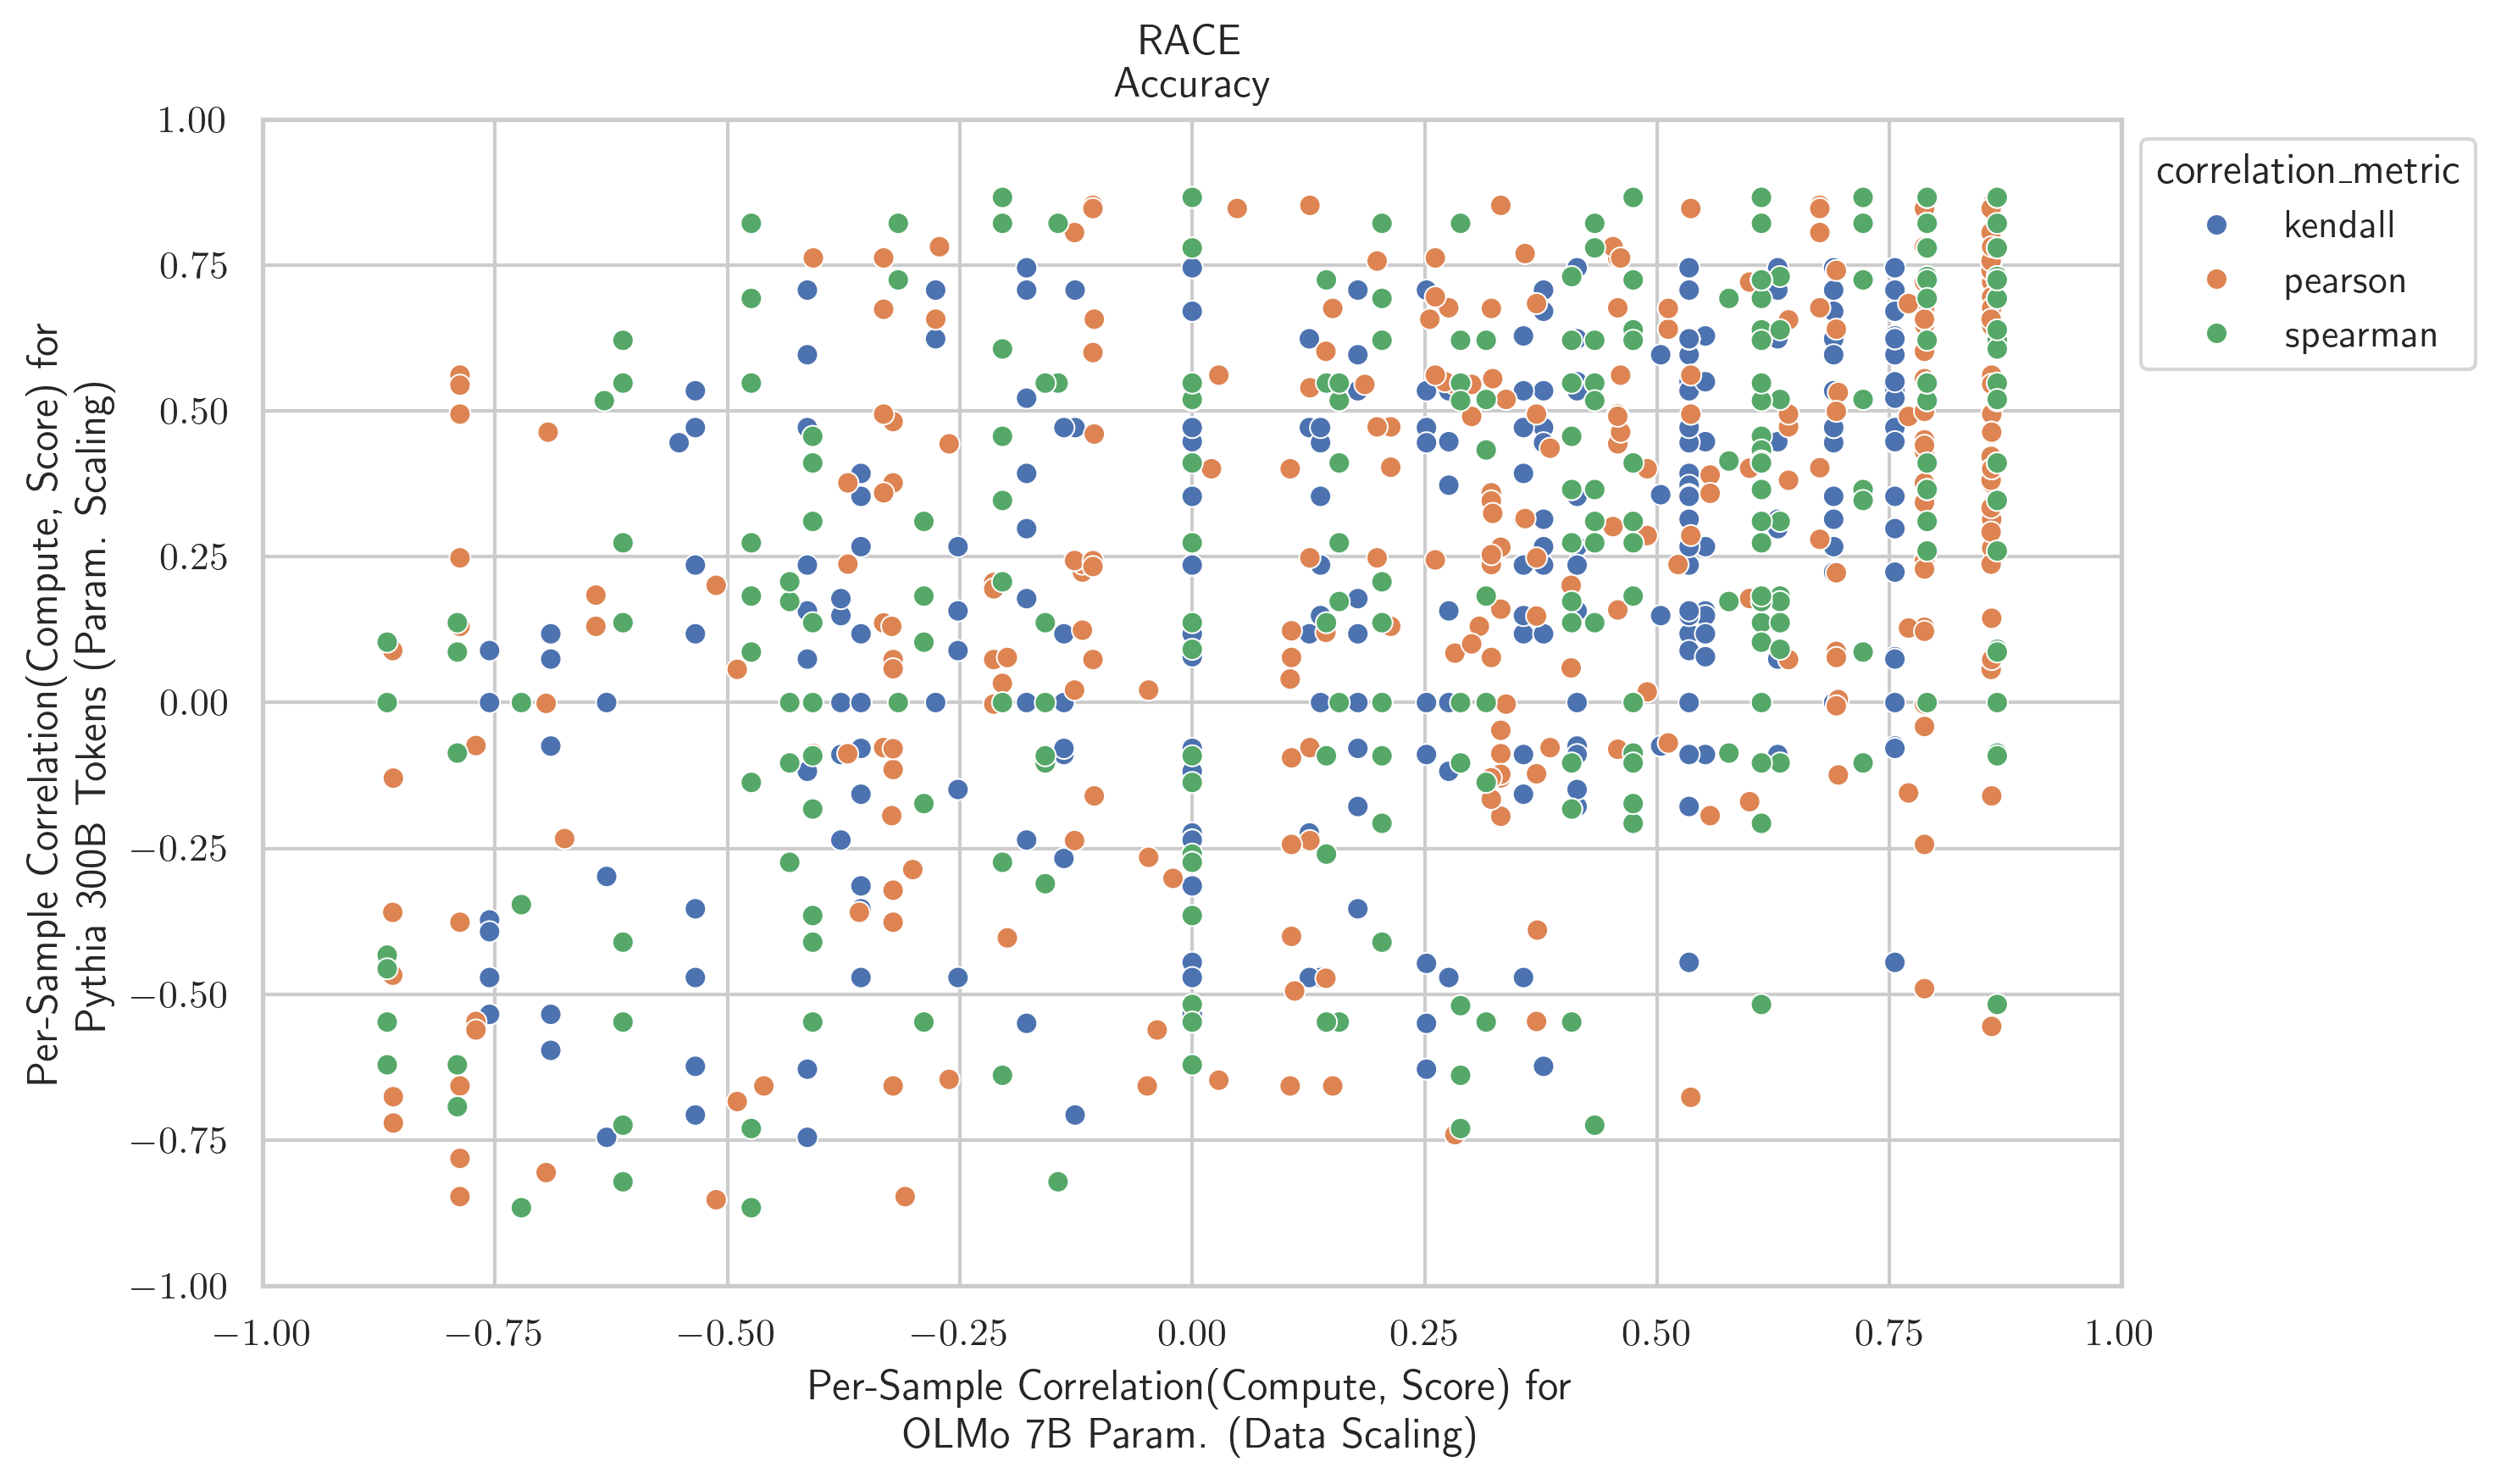 RACE
Accuracy
1.00
0.75
0.50
0.25
0.00
−0.25
−0.50
−0.75
−1.00
Per-Sample Correlation(Compute, Score) for
Pythia 300B Tokens (Param. Scaling)
−1.00
−0.75
−0.50
−0.25
0.00
0.25
0.50
0.75
1.00
Per-Sample Correlation(Compute, Score) for
OLMo 7B Param. (Data Scaling)
correlation_metric
kendall
pearson
spearman